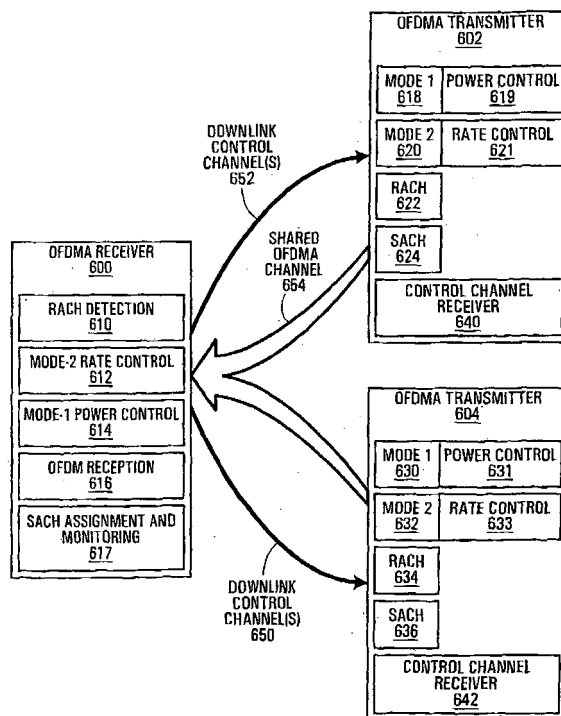 OFDMA TRANSMITTER
602
MODE 1
618
POWER CONTROL
619
MODE 2
620
RATE CONTROL
621
RACH
622
SACH
624
CONTROL CHANNEL
RECEIVER
640
DOWNLINK
CONTROL
CHANNEL(S)
652
SHARED
OFDMA
CHANNEL
654
OFDMA RECEIVER
600
RACH DETECTION
610
MODE-2 RATE CONTROL
612
MODE-1 POWER CONTROL
614
OFDM RECEPTION
616
SACH ASSIGNMENT AND
MONITORING
617
DOWNLINK
CONTROL
CHANNEL(S)
650
OFDMA TRANSMITTER
604
MODE 1
630
POWER CONTROL
631
MODE 2
632
RATE CONTROL
633
RACH
634
SACH
636
CONTROL CHANNEL
RECEIVER
642